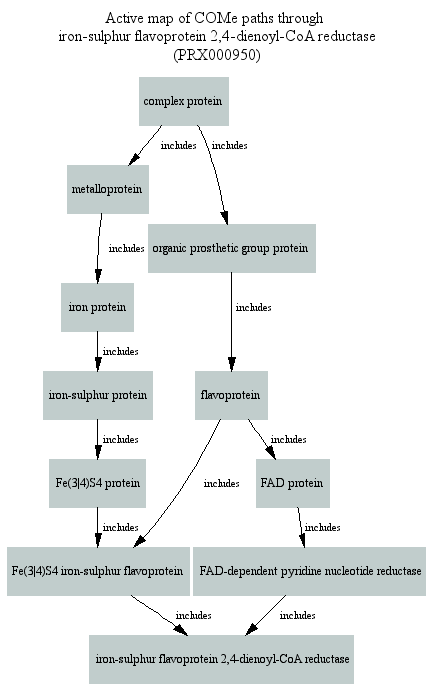 Active map of COMe paths through
iron-sulphur flavoprotein 2,4-dienoyl-CoA reductase
(PRX000950)
complex protein
includes
includes
metalloprotein
includes
organic prosthetic group protein
iron protein
includes
includes
iron-sulphur protein
flavoprotein
includes
includes
Fe(3|4)S4 protein
includes
FAD protein
includes
includes
Fe(3|4)S4 iron-sulphur flavoprotein
FAD-dependent pyridine nucleotide reductase
includes
includes
iron-sulphur flavoprotein 2,4-dienoyl-CoA reductase